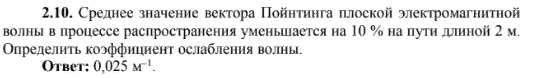 2.10. Среднее значение вектора Пойнтинга плоской электромагнитной
волны в процессе распространения уменьшается на 10 % на пути длиной 2 м.
Определить коэффициент ослабления волны.
Ответ: 0,025 м⁻¹.